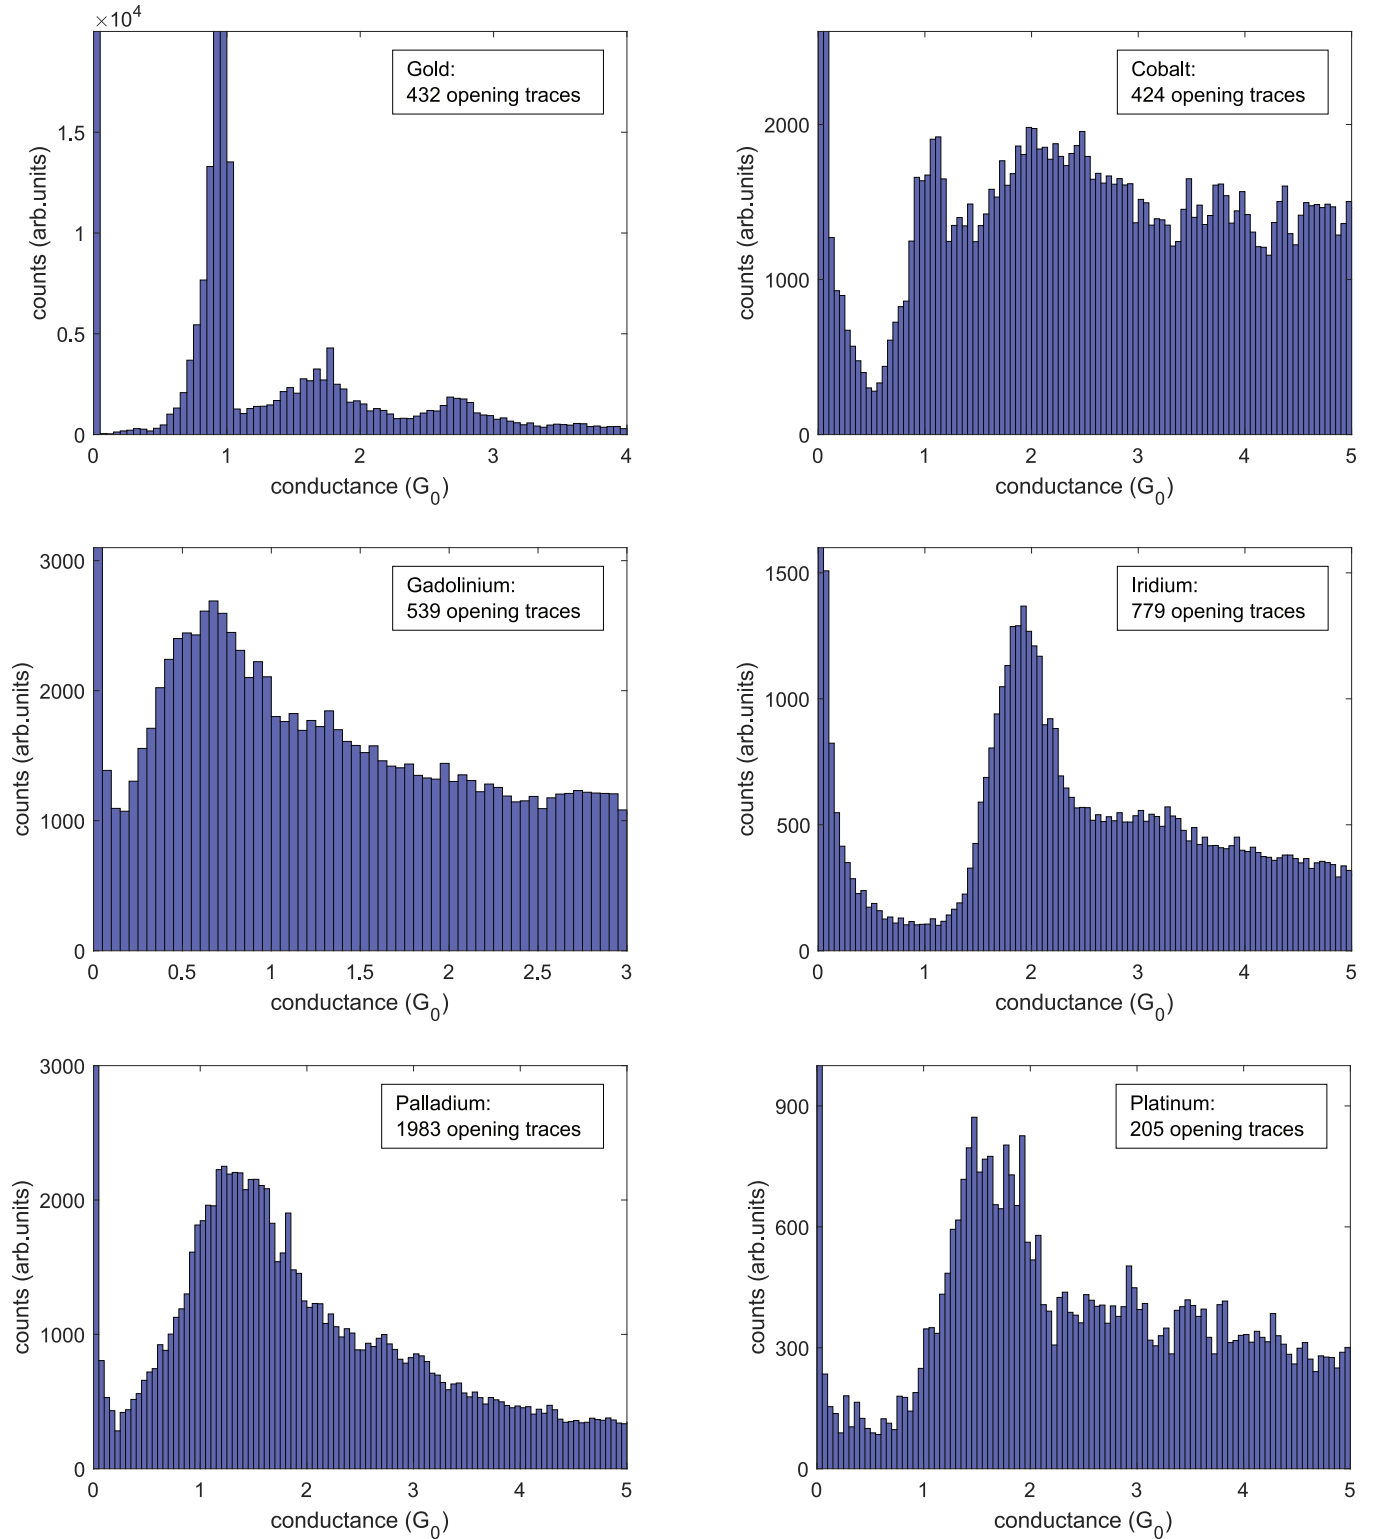 ×10⁴
Gold:
432 opening traces
1.5
1
0.5
0
counts (arb.units)
0 1 2 3 4
conductance (G₀)
Cobalt:
424 opening traces
2000
1000
0
counts (arb.units)
0 1 2 3 4 5
conductance (G₀)
Gadolinium:
539 opening traces
3000
2000
1000
0
counts (arb.units)
0 0.5 1 1.5 2 2.5 3
conductance (G₀)
Iridium:
779 opening traces
1500
1000
500
0
counts (arb.units)
0 1 2 3 4 5
conductance (G₀)
Palladium:
1983 opening traces
3000
2000
1000
0
counts (arb.units)
0 1 2 3 4 5
conductance (G₀)
Platinum:
205 opening traces
900
600
300
0
counts (arb.units)
0 1 2 3 4 5
conductance (G₀)